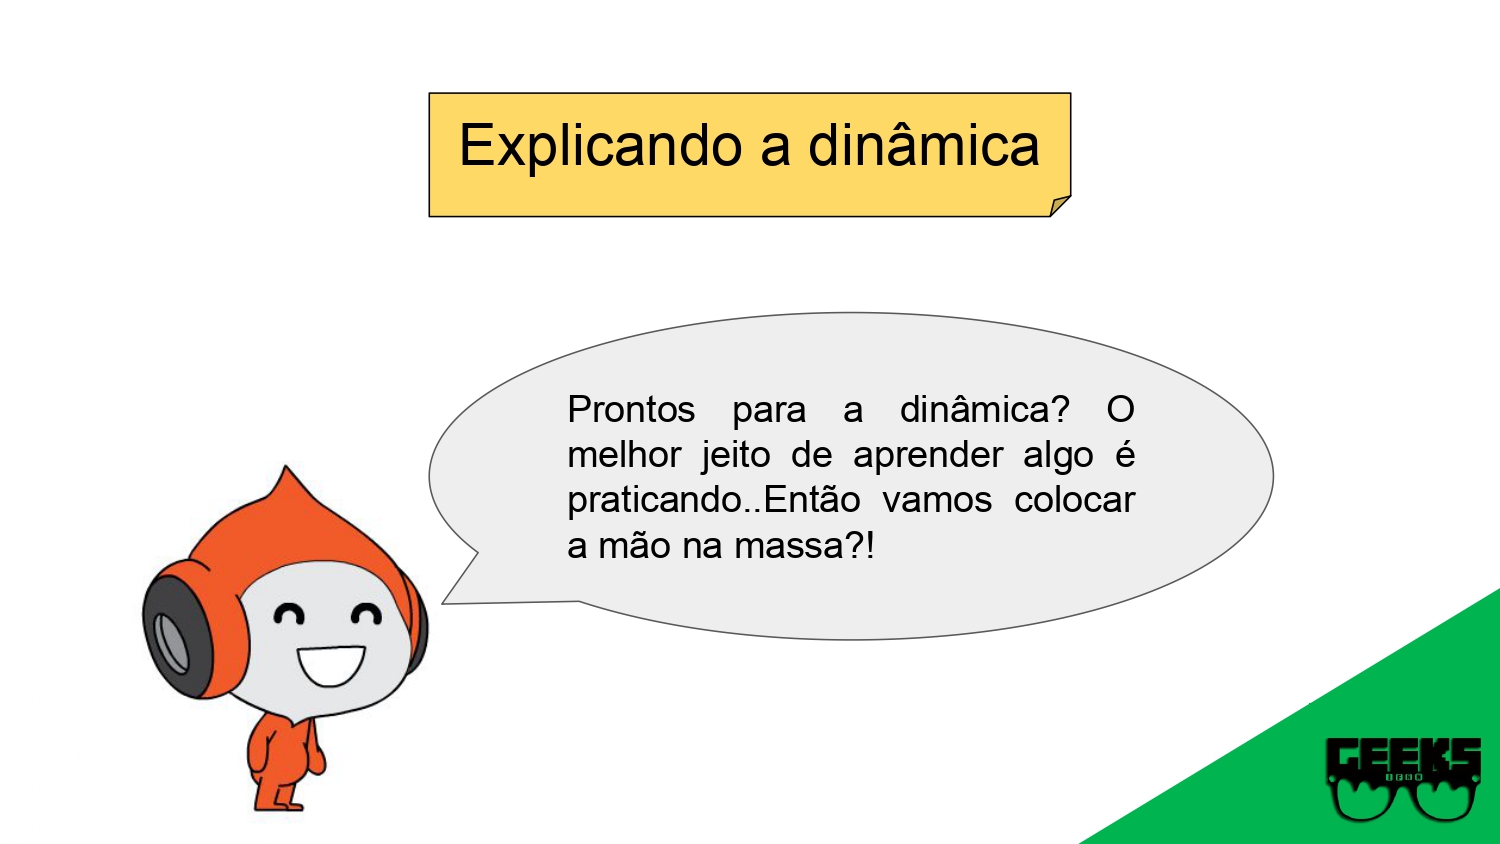 Explicando a dinâmica
Prontos para a dinâmica? O
melhor jeito de aprender algo é
praticando..Então vamos colocar
a mão na massa?!
GEEKS